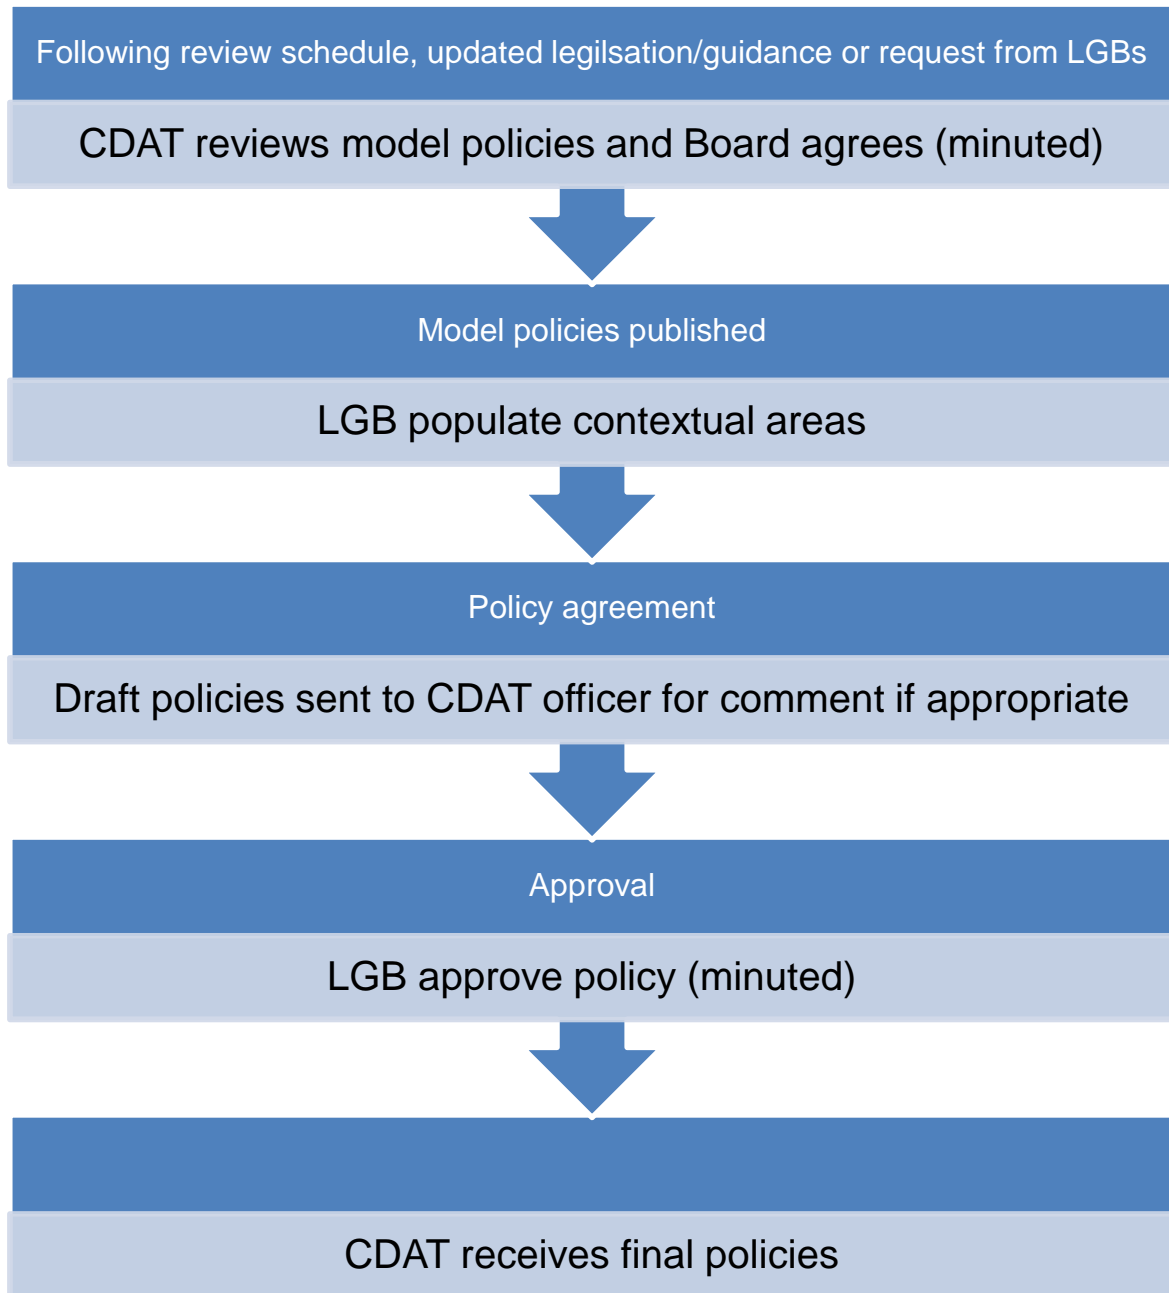 Following review schedule, updated legilsation/guidance or request from LGBs
CDAT reviews model policies and Board agrees (minuted)
Model policies published
LGB populate contextual areas
Policy agreement
Draft policies sent to CDAT officer for comment if appropriate
Approval
LGB approve policy (minuted)
CDAT receives final policies